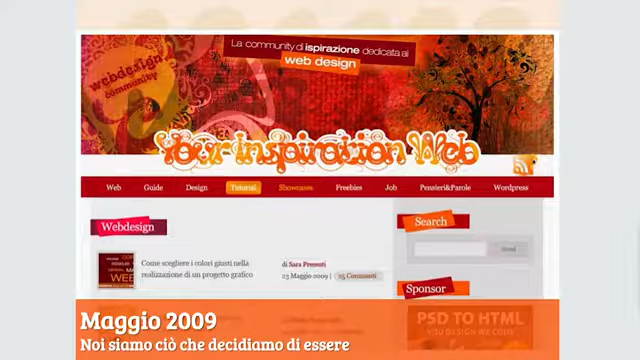 La community di ispirazione dedicata al
web design
webdesign
community
Your Inspiration Web
Web Guide Design Tutorial Showcases Freebies Job Pensieri&Parole Wordpress
Webdesign
Search
Come scegliere i colori giusti nella
realizzazione di un progetto grafico
di Sara Presenti
23 Maggio 2009 | 25 Commenti
Sponsor
PSD TO HTML
Maggio 2009
Noi siamo ciò che decidiamo di essere